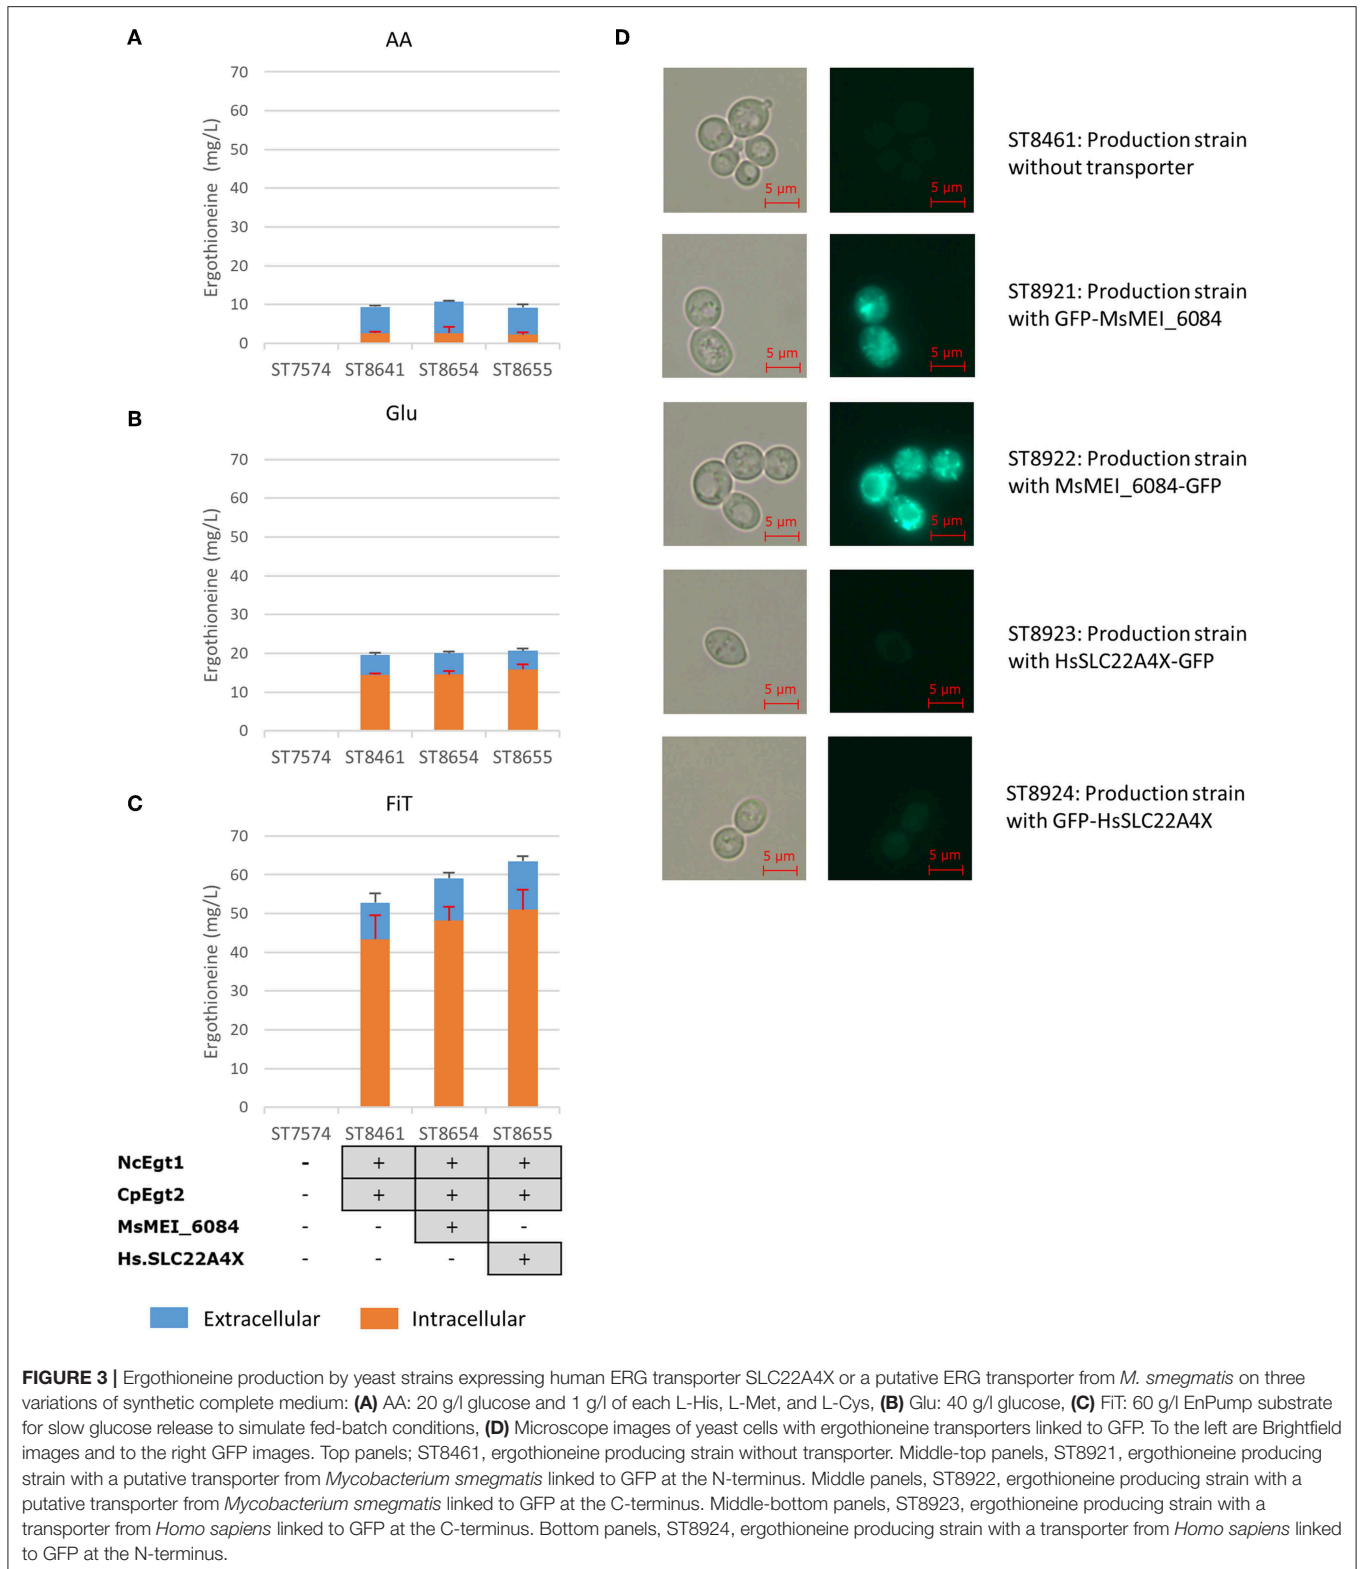 A
AA
Ergothioneine (mg/L)
70
60
50
40
30
20
10
0
ST7574 ST8641 ST8654 ST8655
B
Glu
Ergothioneine (mg/L)
70
60
50
40
30
20
10
0
ST7574 ST8461 ST8654 ST8655
C
FiT
Ergothioneine (mg/L)
70
60
50
40
30
20
10
0
ST7574 ST8461 ST8654 ST8655
NcEgt1 - + + +
CpEgt2 - + + +
MsMEI_6084 - - + -
Hs.SLC22A4X - - - +
Extracellular Intracellular
D
5 µm 5 µm
ST8461: Production strain
without transporter
5 µm 5 µm
ST8921: Production strain
with GFP-MsMEI_6084
5 µm 5 µm
ST8922: Production strain
with MsMEI_6084-GFP
5 µm 5 µm
ST8923: Production strain
with HsSLC22A4X-GFP
5 µm 5 µm
ST8924: Production strain
with GFP-HsSLC22A4X
FIGURE 3 | Ergothioneine production by yeast strains expressing human ERG transporter SLC22A4X or a putative ERG transporter from M. smegmatis on three
variations of synthetic complete medium: (A) AA: 20 g/l glucose and 1 g/l of each L-His, L-Met, and L-Cys, (B) Glu: 40 g/l glucose, (C) FiT: 60 g/l EnPump substrate
for slow glucose release to simulate fed-batch conditions, (D) Microscope images of yeast cells with ergothioneine transporters linked to GFP. To the left are Brightfield
images and to the right GFP images. Top panels; ST8461, ergothioneine producing strain without transporter. Middle-top panels, ST8921, ergothioneine producing
strain with a putative transporter from Mycobacterium smegmatis linked to GFP at the N-terminus. Middle panels, ST8922, ergothioneine producing strain with a
putative transporter from Mycobacterium smegmatis linked to GFP at the C-terminus. Middle-bottom panels, ST8923, ergothioneine producing strain with a
transporter from Homo sapiens linked to GFP at the C-terminus. Bottom panels, ST8924, ergothioneine producing strain with a transporter from Homo sapiens linked
to GFP at the N-terminus.